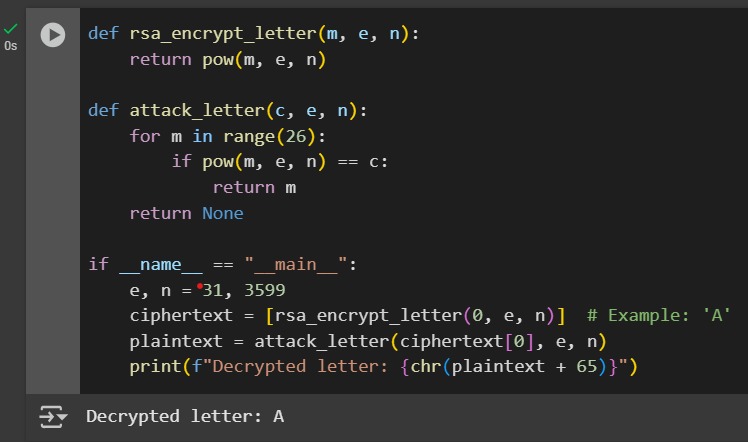 0s
def rsa_encrypt_letter(m, e, n):
    return pow(m, e, n)
def attack_letter(c, e, n):
    for m in range(26):
        if pow(m, e, n) == c:
            return m
    return None
if __name__ == "__main__":
    e, n = 31, 3599
    ciphertext = [rsa_encrypt_letter(0, e, n)]  # Example: 'A'
    plaintext = attack_letter(ciphertext[0], e, n)
    print(f"Decrypted letter: {chr(plaintext + 65)}")
Decrypted letter: A